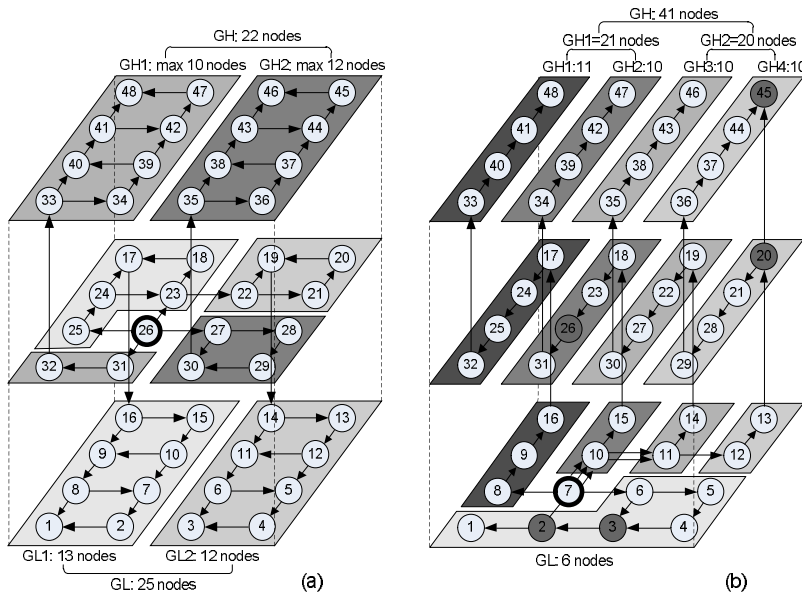 GH: 22 nodes
GH1: max 10 nodes GH2: max 12 nodes
48 47 46 45
41 42 43 44
40 39 38 37
33 34 35 36
17 18 19 20
24 23 22 21
25 26 27 28
32 31 30 29
16 15 14 13
9 10 11 12
8 7 6 5
1 2 3 4
GL1: 13 nodes GL2: 12 nodes
GL: 25 nodes
(a)
GH: 41 nodes
GH1=21 nodes GH2=20 nodes
GH1:11 GH2:10 GH3:10 GH4:10
48 47 46 45
41 42 43 44
40 39 38 37
33 34 35 36
17 18 19 20
24 23 22 21
25 26 27 28
32 31 30 29
16 15 14 13
9 10 11 12
8 7 6 5
1 2 3 4
GL: 6 nodes
(b)